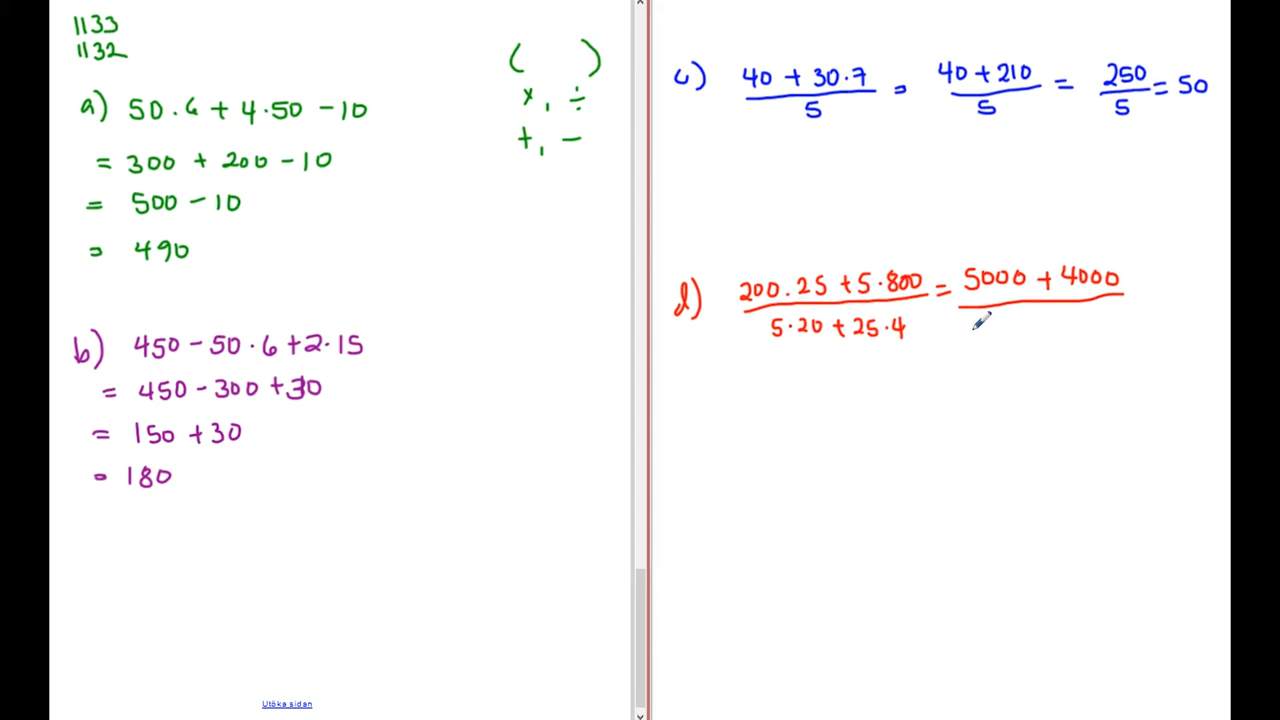 1133
1132
( )
×, ÷
+, −
a) 50·6 + 4·50 − 10
= 300 + 200 − 10
= 500 − 10
= 490
b) 450 − 50·6 + 2·15
= 450 − 300 + 30
= 150 + 30
= 180
Utöka sidan
c) 40 + 30·7 = 40 + 210 = 250 = 50
5 5 5
d) 200·25 + 5·800 = 5000 + 4000
5·20 + 25·4